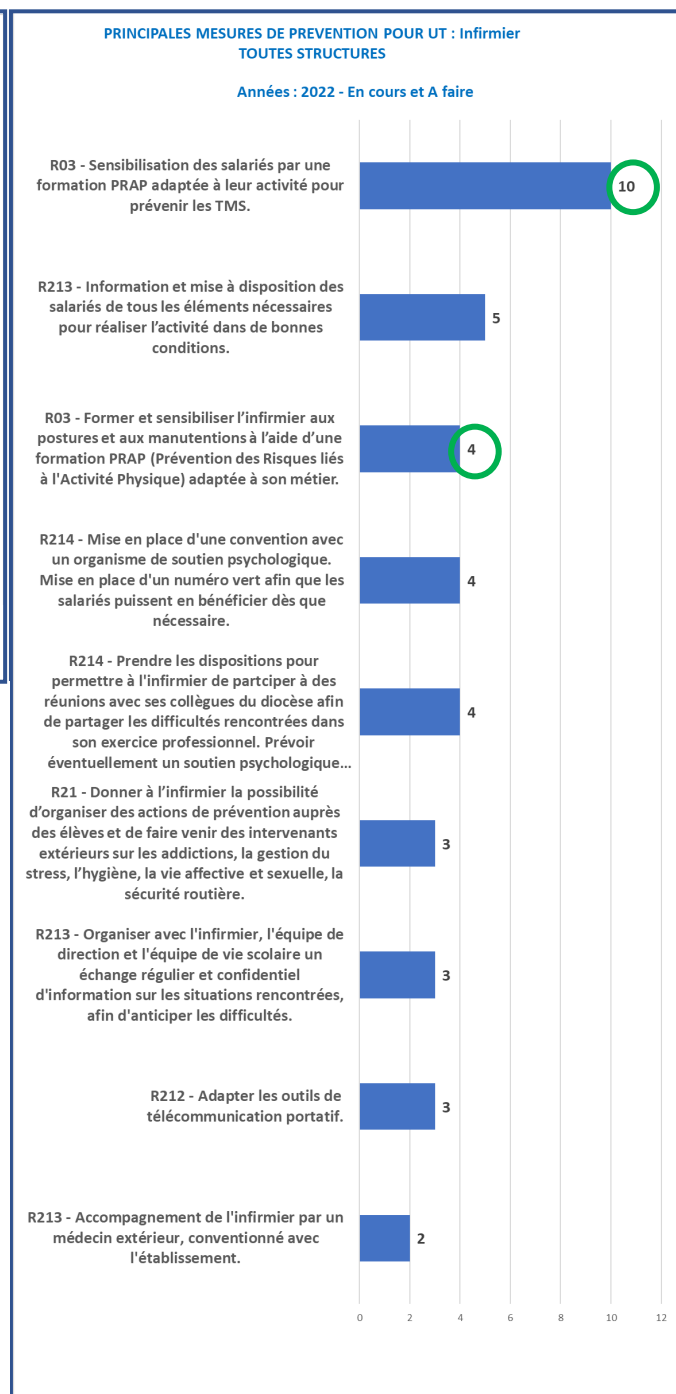 PRINCIPALES MESURES DE PREVENTION POUR UT : Infirmier
TOUTES STRUCTURES
Années : 2022 - En cours et A faire
R03 - Sensibilisation des salariés par une
formation PRAP adaptée à leur activité pour
prévenir les TMS.
10
R213 - Information et mise à disposition des
salariés de tous les éléments nécessaires
pour réaliser l’activité dans de bonnes
conditions.
5
R03 - Former et sensibiliser l’infirmier aux
postures et aux manutentions à l’aide d’une
formation PRAP (Prévention des Risques liés
à l'Activité Physique) adaptée à son métier.
4
R214 - Mise en place d'une convention avec
un organisme de soutien psychologique.
Mise en place d'un numéro vert afin que les
salariés puissent en bénéficier dès que
nécessaire.
4
R214 - Prendre les dispositions pour
permettre à l'infirmier de partciper à des
réunions avec ses collègues du diocèse afin
de partager les difficultés rencontrées dans
son exercice professionnel. Prévoir
éventuellement un soutien psychologique...
4
R21 - Donner à l’infirmier la possibilité
d’organiser des actions de prévention auprès
des élèves et de faire venir des intervenants
extérieurs sur les addictions, la gestion du
stress, l’hygiène, la vie affective et sexuelle, la
sécurité routière.
3
R213 - Organiser avec l'infirmier, l'équipe de
direction et l'équipe de vie scolaire un
échange régulier et confidentiel
d'information sur les situations rencontrées,
afin d'anticiper les difficultés.
3
R212 - Adapter les outils de
télécommunication portatif.
3
R213 - Accompagnement de l'infirmier par un
médecin extérieur, conventionné avec
l'établissement.
2
0 2 4 6 8 10 12